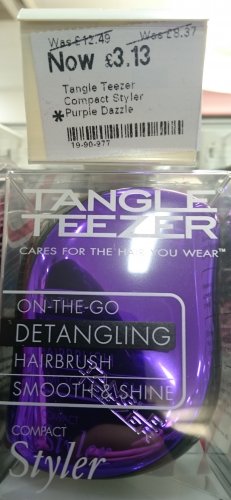 Was £12.49 Was £8.37
Now £3.13
Tangle Teezer
Compact Styler
*Purple Dazzle
19-90-977
TANGLE
TEEZER
CARES FOR THE HAIR YOU WEAR™
ON-THE-GO
DETANGLING
HAIRBRUSH
SMOOTH & SHINE
COMPACT
Styler